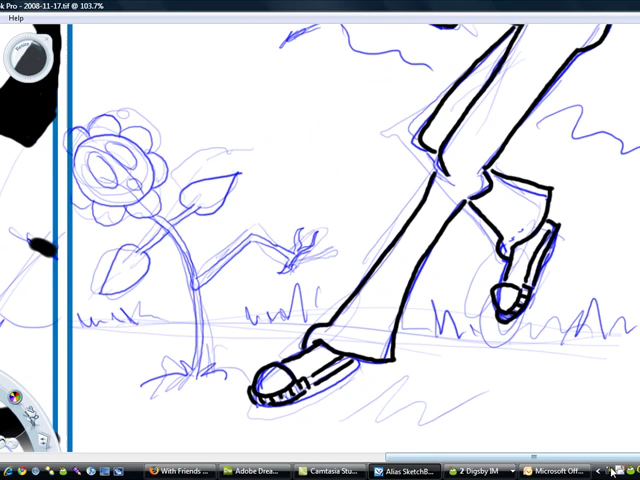 ok Pro - 2008-11-17.tif @ 103.7%
Help
With Friends ...
Adobe Drea...
Camtasia Stu...
Alias SketchB...
2 Digsby IM
Microsoft Off...